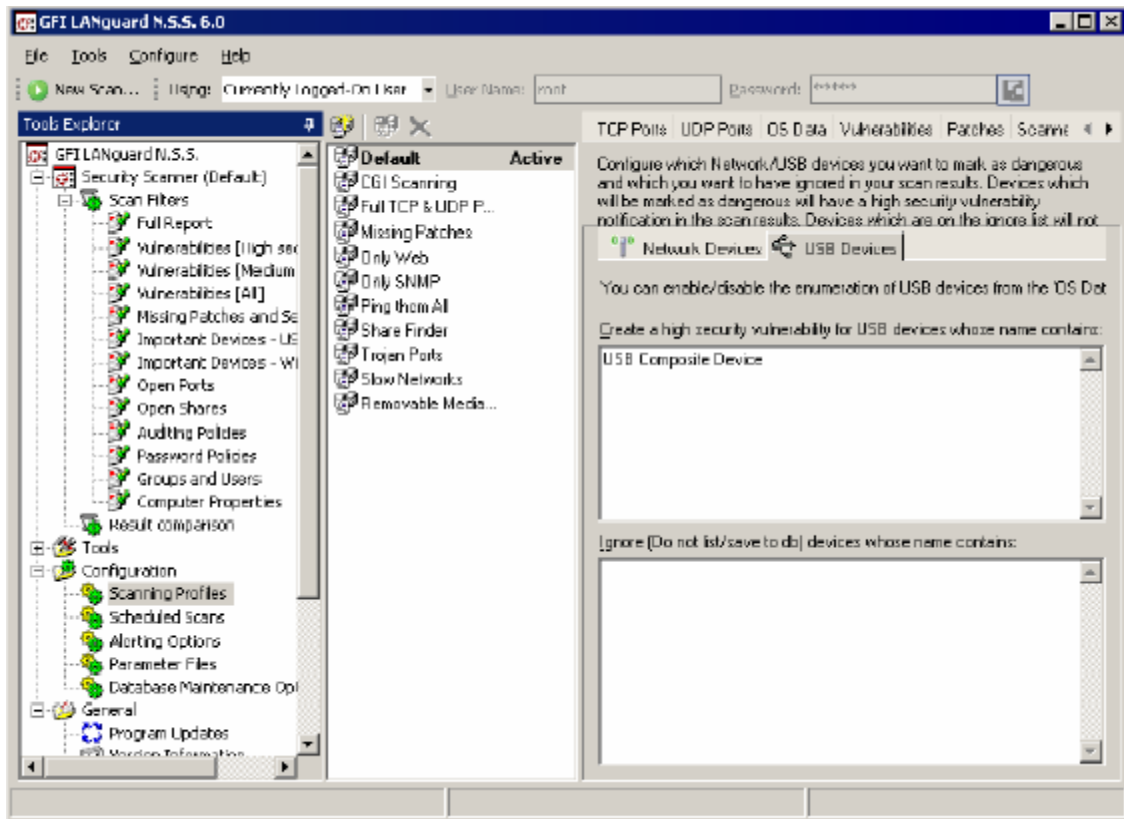 GFI LANguard N.S.S. 6.0
File Tools Configure Help
New Scan... Using: Currently Logged-On User User Name: root Password: ******
Tools Explorer
GFI LANguard N.S.S.
Security Scanner (Default)
Scan Filters
Full Report
Vulnerabilities [High sec
Vulnerabilities [Medium
Vulnerabilities [All]
Missing Patches and Se
Important Devices - US
Important Devices - Wi
Open Ports
Open Shares
Auditing Policies
Password Policies
Groups and Users
Computer Properties
Result comparison
Tools
Configuration
Scanning Profiles
Scheduled Scans
Alerting Options
Parameter Files
Database Maintenance Opt
General
Program Updates
Version Information
Default Active
CGI Scanning
Full TCP & UDP P...
Missing Patches
Only Web
Only SNMP
Ping them All
Share Finder
Trojan Ports
Slow Networks
Removable Media...
TCP Ports UDP Ports OS Data Vulnerabilities Patches Scanne
Configure which Network/USB devices you want to mark as dangerous
and which you want to have ignored in your scan results. Devices which
will be marked as dangerous will have a high security vulnerability
notification in the scan results. Devices which are on the ignore list will not
Network Devices USB Devices
You can enable/disable the enumeration of USB devices from the 'OS Dat
Create a high security vulnerability for USB devices whose name contains:
USB Composite Device
Ignore (Do not list/save to db) devices whose name contains: